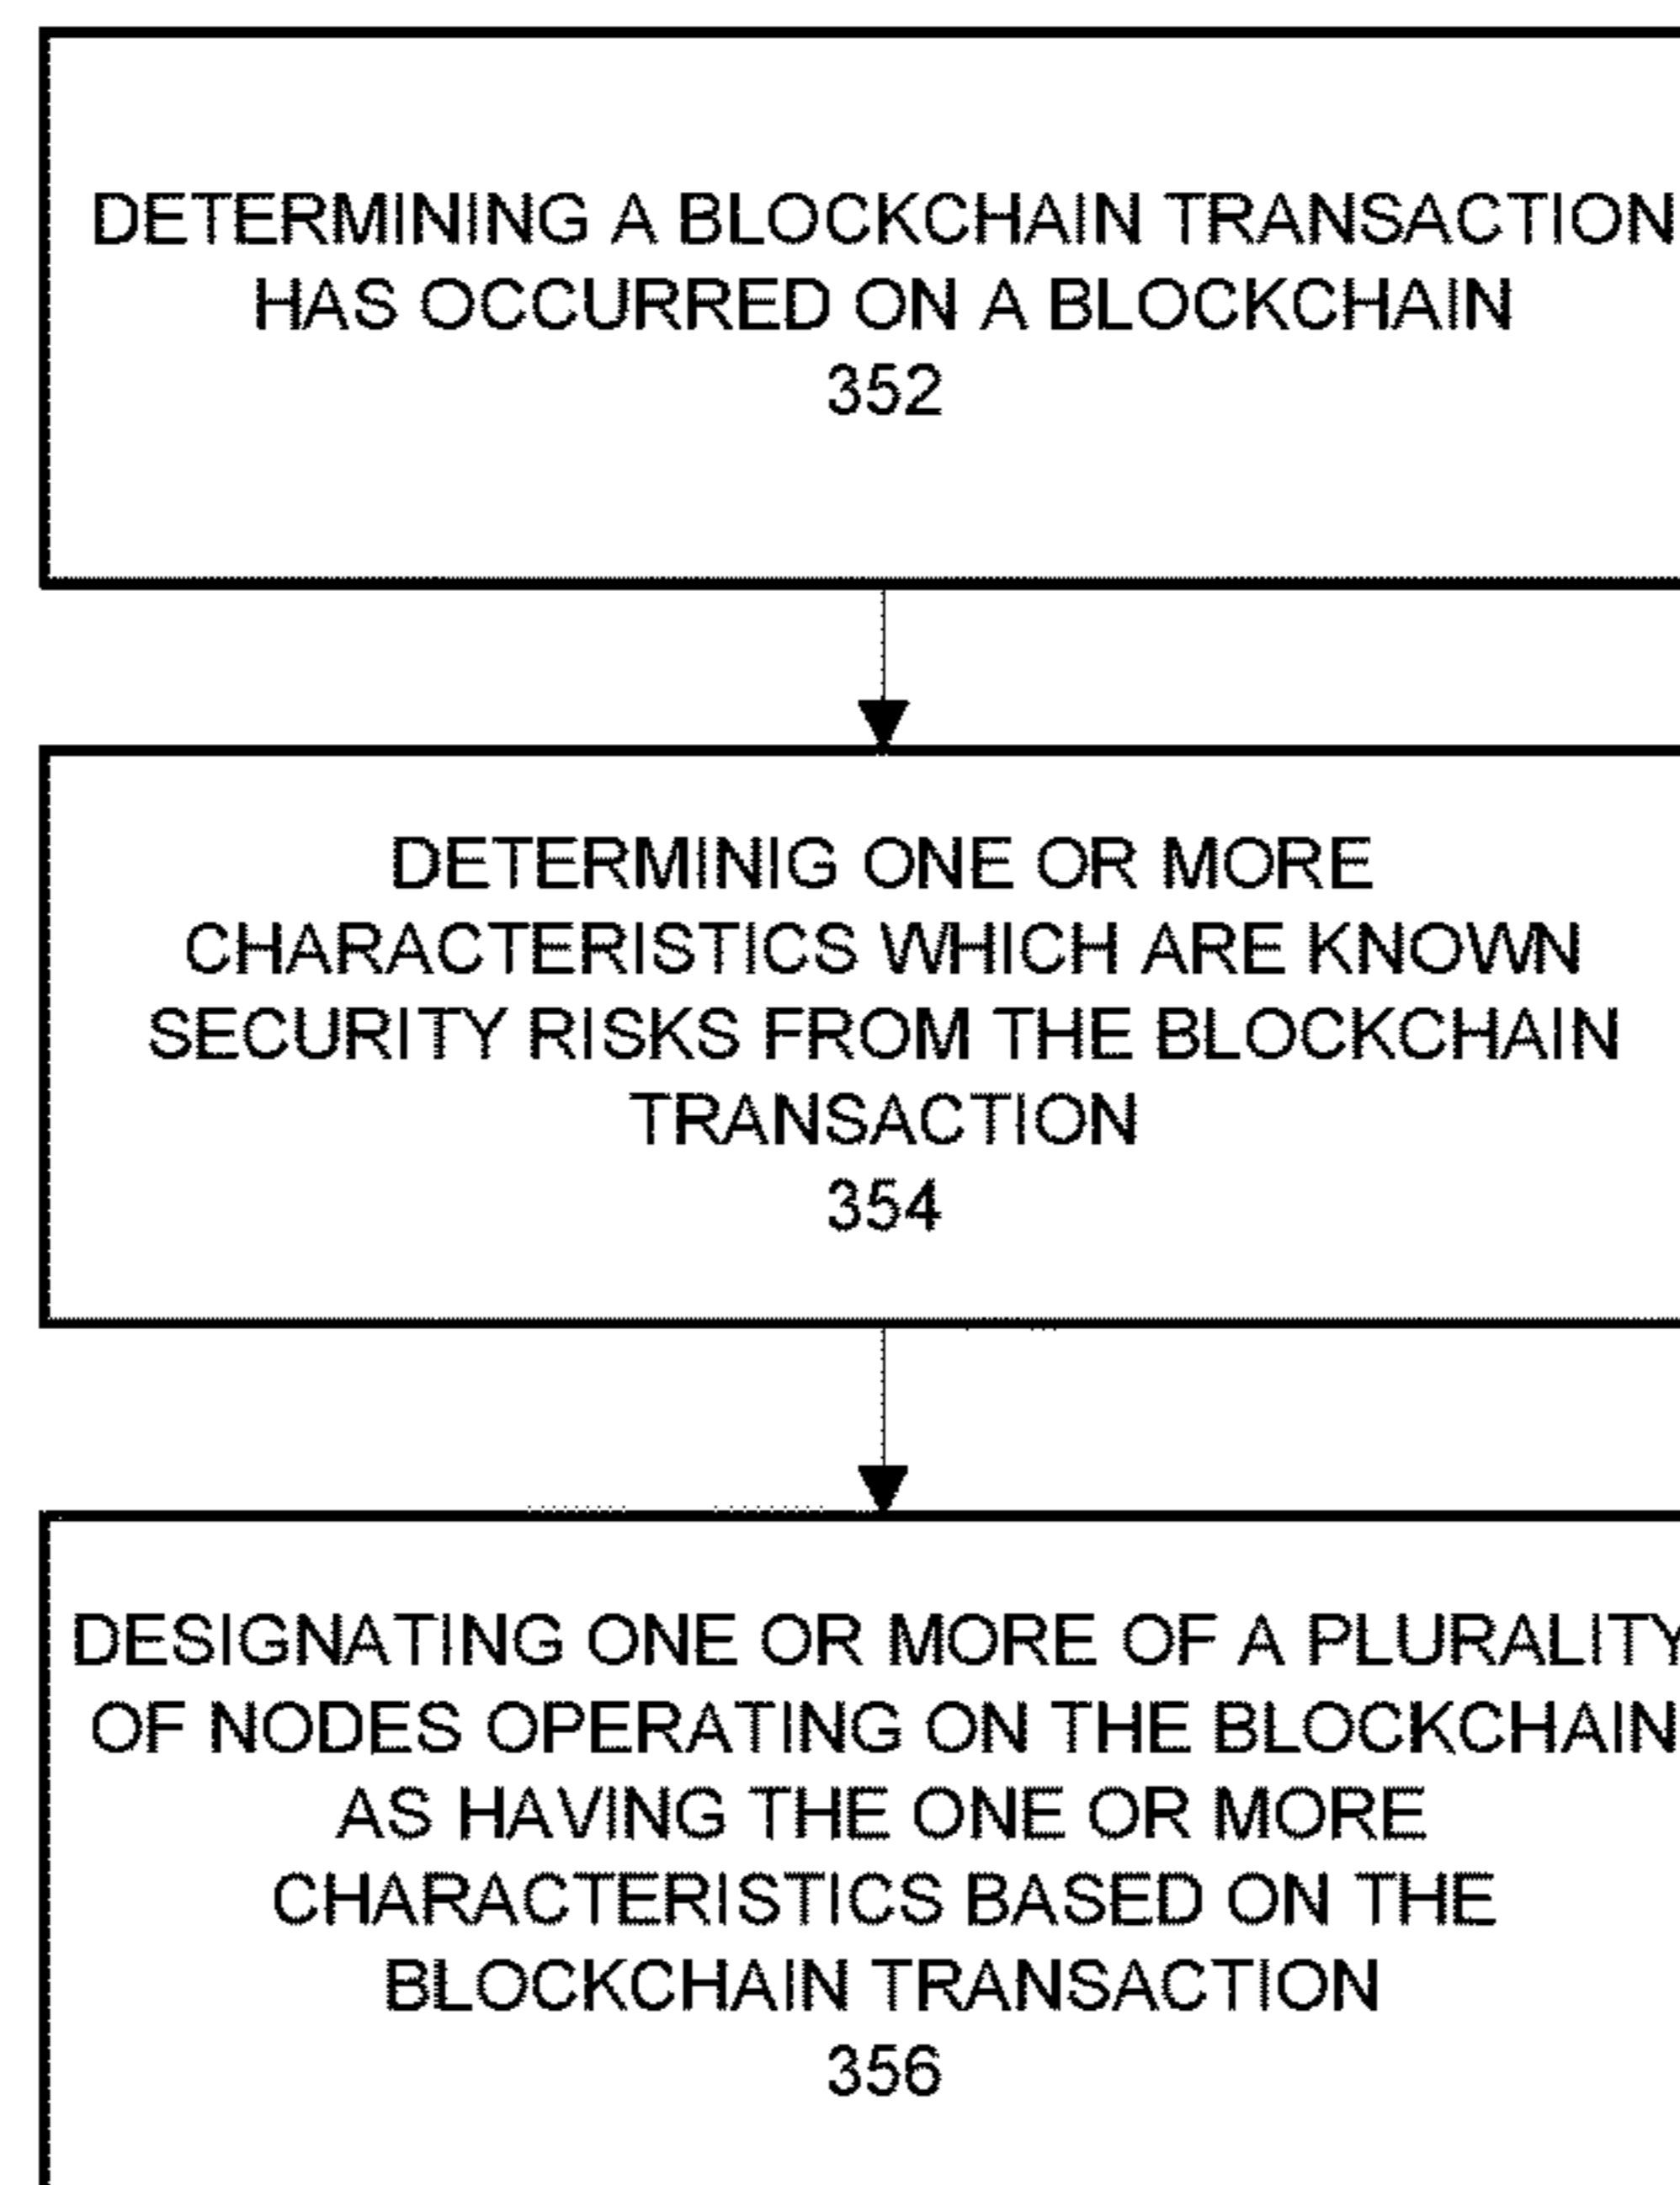 DETERMINING A BLOCKCHAIN TRANSACTION
HAS OCCURRED ON A BLOCKCHAIN
352
DETERMINIG ONE OR MORE
CHARACTERISTICS WHICH ARE KNOWN
SECURITY RISKS FROM THE BLOCKCHAIN
TRANSACTION
354
DESIGNATING ONE OR MORE OF A PLURALITY
OF NODES OPERATING ON THE BLOCKCHAIN
AS HAVING THE ONE OR MORE
CHARACTERISTICS BASED ON THE
BLOCKCHAIN TRANSACTION
356